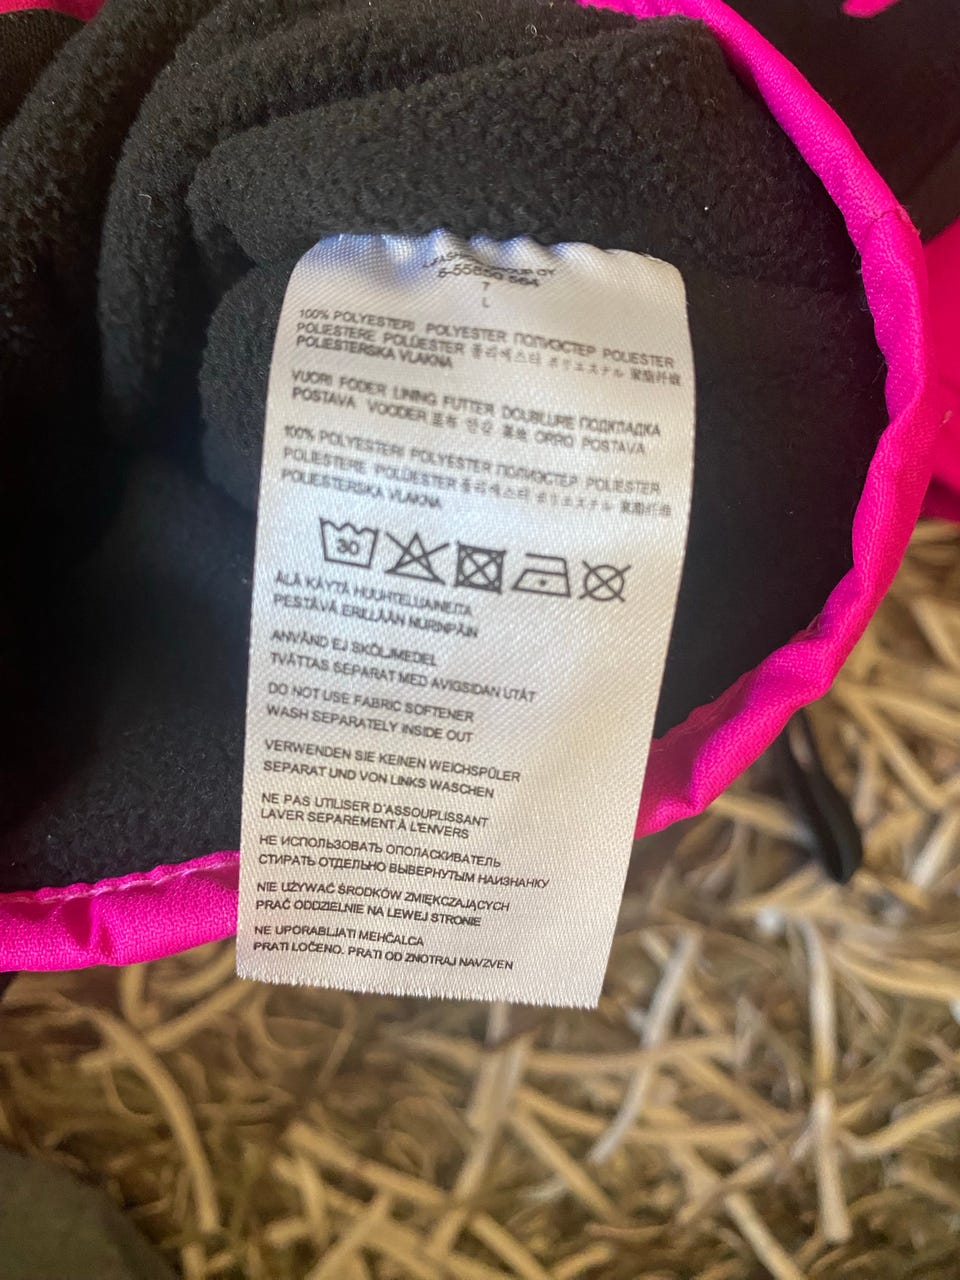 7
L
100% POLYESTERI POLYESTER ПОЛИЭСТЕР POLIESTER
POLIESTERE POLÜESTER 폴리에스터 ポリエステル 聚酯纤维
POLIESTERSKA VLAKNA
VUORI FODER LINING FUTTER DOUBLURE ПОДКЛАДКА
POSTAVA VOODER 안감 裏地 ORRO POSTAVA
100% POLYESTERI POLYESTER ПОЛИЭСТЕР POLIESTER
POLIESTERE POLÜESTER 폴리에스터 ポリエステル 聚酯纤维
POLIESTERSKA VLAKNA
30
ÄLÄ KÄYTÄ HUUHTELUAINEITA
PESTÄVÄ ERILLÄÄN NURINPÄIN
ANVÄND EJ SKÖLJMEDEL
TVÄTTAS SEPARAT MED AVIGSIDAN UTÅT
DO NOT USE FABRIC SOFTENER
WASH SEPARATELY INSIDE OUT
VERWENDEN SIE KEINEN WEICHSPÜLER
SEPARAT UND VON LINKS WASCHEN
NE PAS UTILISER D'ASSOUPLISSANT
LAVER SEPAREMENT À L'ENVERS
НЕ ИСПОЛЬЗОВАТЬ ОПОЛАСКИВАТЕЛЬ
СТИРАТЬ ОТДЕЛЬНО ВЫВЕРНУТЫМ НАИЗНАНКУ
NIE UŻYWAĆ ŚRODKÓW ZMIĘKCZAJĄCYCH
PRAĆ ODDZIELNIE NA LEWEJ STRONIE
NE UPORABLJATI MEHČALCA
PRATI LOČENO. PRATI OD ZNOTRAJ NAVZVEN